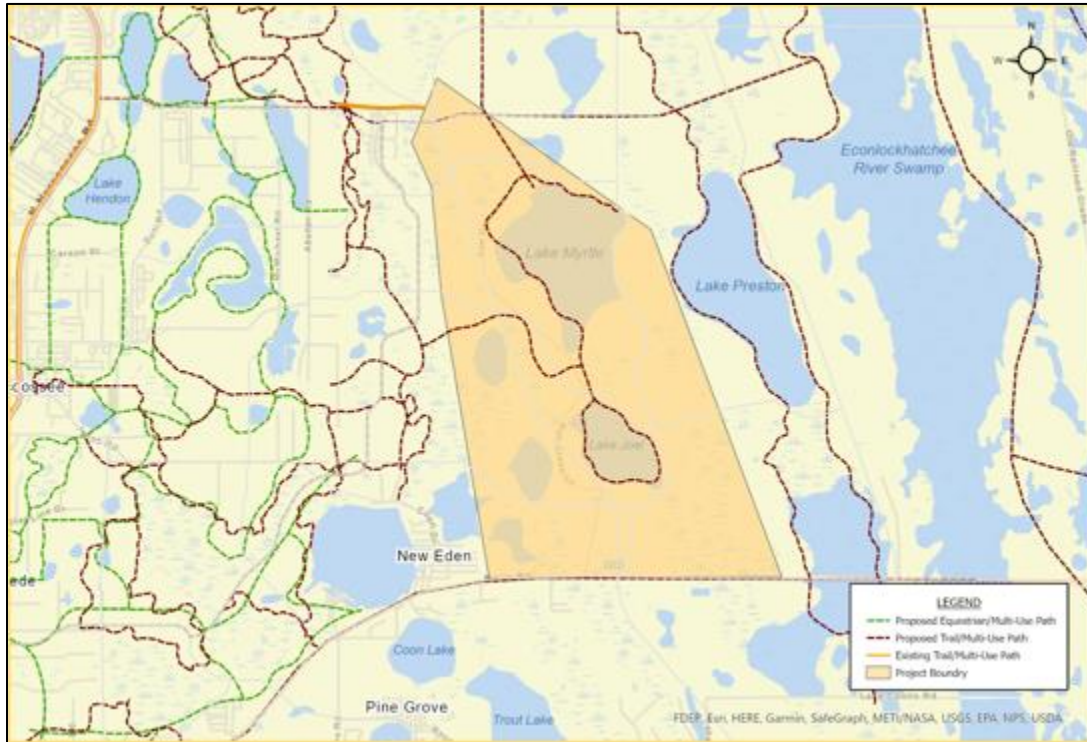 N
W
E
S
Econlockhatchee
River Swamp
Lake
Hendon
Lake Myrtle
Lake Preston
cossee
Lake Joel
New Eden
ede
Coon Lake
Pine Grove
Trout Lake
LEGEND
Proposed Equestrian/Multi-Use Path
Proposed Trail/Multi-Use Path
Existing Trail/Multi-Use Path
Project Boundry
FDEP, Esri, HERE, Garmin, SafeGraph, METI/NASA, USGS, EPA, NPS, USDA